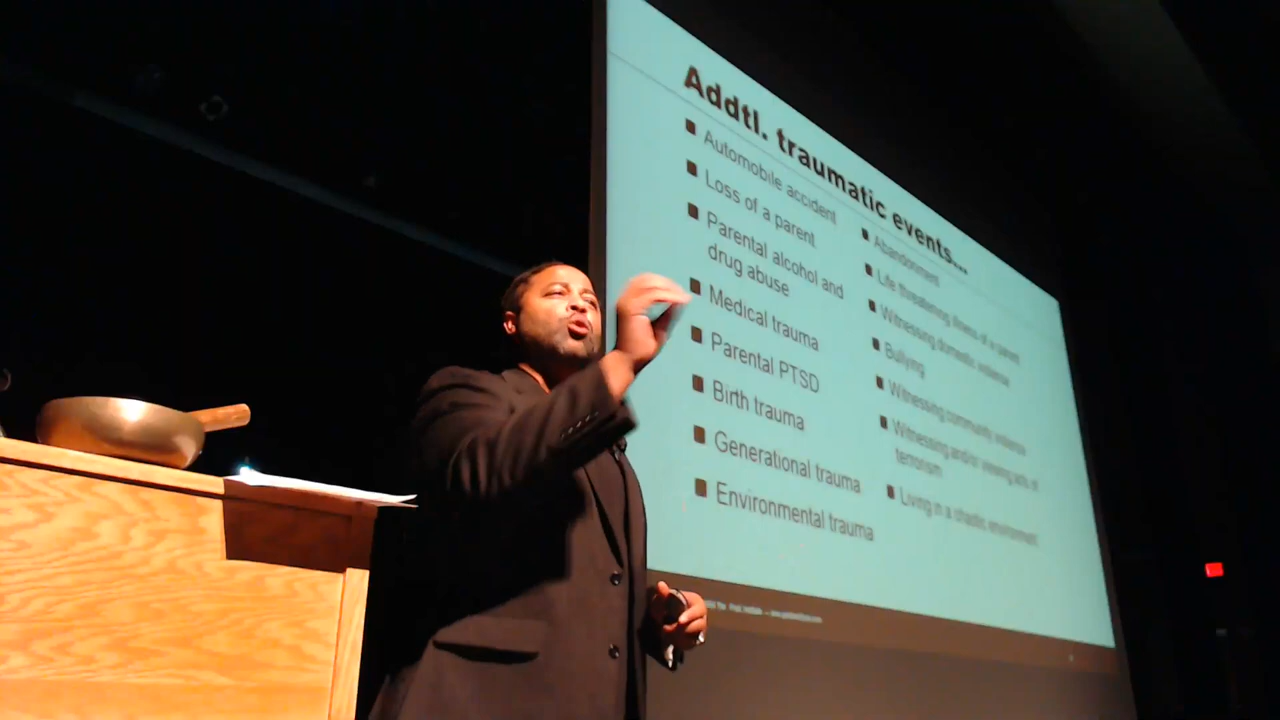 Addtl. traumatic events...
Automobile accident
Loss of a parent
Parental alcohol and
drug abuse
Medical trauma
Parental PTSD
Birth trauma
Generational trauma
Environmental trauma
Abandonment
Life threatening illness of a parent
Witnessing domestic violence
Bullying
Witnessing community violence
Witnessing and/or viewing acts of
terrorism
Living in a chaotic environment